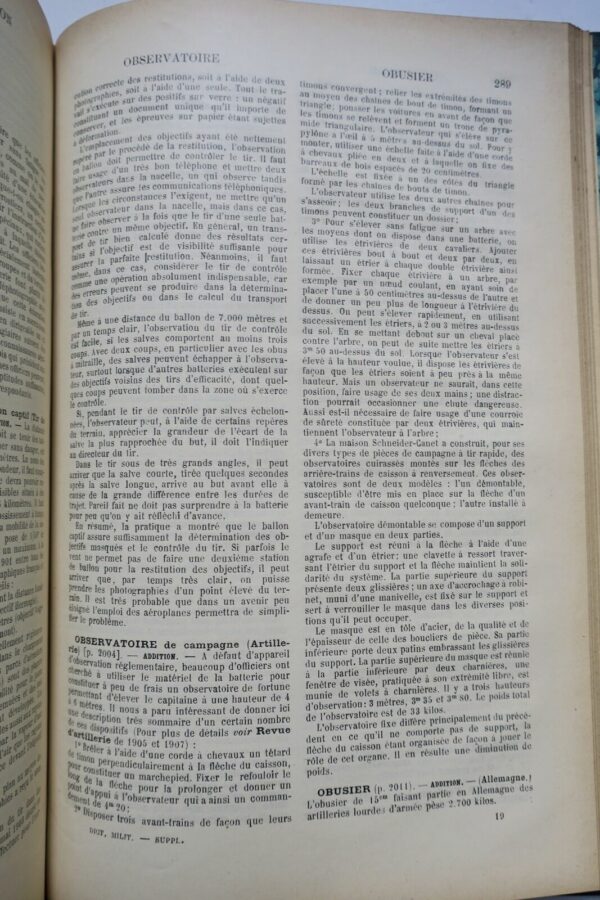 OBSERVATOIRE
OBUSIER
289
cution correcte des restitutions, soit à l'aide de deux
photographies, soit à l'aide d'une seule. Tout le tra-
vail s'exécute sur des positifs sur verre : un négatif
constituant un document unique qu'il importe de
conserver, et les épreuves sur papier étant sujettes
à déformation.
L'emplacement des objectifs ayant été nettement
repéré par le procédé de la restitution, l'observation
en ballon doit permettre de contrôler le tir. Il faut
faire usage d'un très bon téléphone et mettre deux
observateurs dans la nacelle, un qui observe tandis
que l'autre assure les communications téléphoniques.
Lorsque les circonstances l'exigent, ne mettre qu'un
seul observateur dans la nacelle, mais dans ce cas,
ne faire observer à la fois que le tir d'une seule bat-
terie contre un même objectif. En général, un trans-
port de tir bien calculé donne des résultats cer-
tains si l'objectif est de visibilité suffisante pour
assurer la parfaite restitution. Néanmoins, il faut
même, dans ce cas, considérer le tir de contrôle
comme une opération absolument indispensable, car
des erreurs peuvent se produire dans la détermina-
tion des objectifs ou dans le calcul du transport
de tir.
Même à une distance du ballon de 7.000 mètres et
par un temps clair, l'observation du tir de contrôle
est facile, si les salves comportent au moins trois
coups. Avec deux coups, en particulier avec les obus
à mitraille, des salves peuvent échapper à l'observa-
teur, surtout lorsque d'autres batteries exécutent sur
des objectifs voisins des tirs d'efficacité, dont quel-
ques coups peuvent tomber dans la zone où s'exerce
le contrôle.
Si, pendant le tir de contrôle par salves échelon-
nées, l'observateur peut, à l'aide de certains repères
du terrain, apprécier la grandeur de l'écart de la
salve la plus rapprochée du but, il doit l'indiquer
au directeur du tir.
Dans le tir sous de très grands angles, il peut
arriver que la salve courte, tirée quelques secondes
après la salve longue, arrive au but avant elle à
cause de la grande différence entre les durées de
trajet. Pareil fait ne doit pas surprendre à la batterie
pour peu qu'on y ait réfléchi d'avance.
En résumé, la pratique a montré que le ballon
captif assure suffisamment la détermination des ob-
jectifs masqués et le contrôle du tir. Si parfois le
vent ne permet pas de faire une deuxième station
de ballon pour la restitution des objectifs, il peut
arriver que, par temps très clair, on puisse
prendre les photographies d'un point élevé du ter-
rain. Il est très probable que dans un avenir peu
éloigné l'emploi des aéroplanes permettra de simpli-
fier le problème.
OBSERVATOIRE de campagne (Artille-
rie) [p. 2004]. — ADDITION. — A défaut d'appareil
d'observation réglementaire, beaucoup d'officiers ont
cherché à utiliser le matériel de la batterie pour
constituer à peu de frais un observatoire de fortune
permettant d'élever le capitaine à une hauteur de 4
à 6 mètres. Il nous a paru intéressant de donner ici
une description très sommaire d'un certain nombre
de ces dispositifs (Pour plus de détails voir Revue
d'artillerie de 1905 et 1907) :
1° Brêler à l'aide d'une corde à chevaux un têtard
de timon perpendiculairement à la flèche du caisson,
pour constituer un marchepied. Fixer le refouloir le
long de la flèche pour la prolonger et donner un
point d'appui à l'observateur qui a ainsi un comman-
dement de 4m 20;
2° Disposer trois avant-trains de façon que leurs
DICT. MILIT. — SUPPL.
timons convergent; relier les extrémités des timons
au moyen des chaînes de bout de timon, formant un
triangle; pousser les voitures en avant de façon que
les timons se relèvent et forment un tronc de pyra-
mide triangulaire. L'observateur qui s'élève sur ce
pylône a l'œil à 5 mètres au-dessus du sol. Pour y
monter, utiliser une échelle faite à l'aide d'une corde
à chevaux pliée en deux et à laquelle on fixe des
barreaux de bois espacés de 50 centimètres.
L'échelle est fixée à un des côtés du triangle
formé par les chaînes de bouts de timon.
L'observateur utilise les deux autres chaînes pour
s'asseoir; les deux branches de support d'un des
timons peuvent constituer un dossier;
3° Pour s'élever sans fatigue sur un arbre avec
les moyens dont on dispose dans une batterie, on
utilise les étrivières de deux cavaliers. Ajouter
ces étrivières bout à bout et deux par deux, en
laissant un étrier à chaque double étrivière ainsi
formée. Fixer chaque étrivière à un arbre, par
exemple par un nœud coulant, en ayant soin de
placer l'une à 50 centimètres au-dessus de l'autre et
de donner un peu plus de longueur à l'étrivière du
dessus. On peut s'élever rapidement, en utilisant
successivement les étriers, à 2 ou 3 mètres au-dessus
du sol. En se mettant debout sur un cheval placé
contre l'arbre, on peut de suite mettre les étriers à
3m 50 au-dessus du sol. Lorsque l'observateur s'est
élevé à la hauteur voulue, il dispose les étrivières de
façon que les étriers soient à peu près à la même
hauteur. Mais un observateur ne saurait, dans cette
position, faire usage de ses deux mains ; une distrac-
tion pourrait occasionner une chute dangereuse.
Aussi est-il nécessaire de faire usage d'une courroie
de sûreté constituée par deux étrivières, qui main-
tiennent l'observateur à l'arbre;
4° La maison Schneider-Canet a construit, pour ses
divers types de pièces de campagne à tir rapide, des
observatoires cuirassés montés sur les flèches des
arrière-trains de caisson à renversement. Ces obser-
vatoires sont de deux modèles : l'un démontable,
susceptible d'être mis en place sur la flèche d'un
avant-train de caisson quelconque ; l'autre installé à
demeure.
L'observatoire démontable se compose d'un support
et d'un masque en deux parties.
Le support est réuni à la flèche à l'aide d'une
agrafe et d'un étrier; une clavette à ressort traver-
sant l'étrier du support et la flèche maintient la soli-
darité du système. La partie supérieure du support
présente deux glissières; un axe d'accrochage à robi-
net, muni d'une manivelle, est fixé sur le support et
sert à verrouiller le masque dans les diverses posi-
tions qu'il peut occuper.
Le masque est en tôle d'acier, de la qualité et de
l'épaisseur de celle des boucliers de pièce. Sa partie
inférieure porte deux patins embrassant les glissières
du support. La partie supérieure du masque est réunie
à la partie inférieure par deux charnières, une
fenêtre de visée, pratiquée à son extrémité libre, est
munie de volets à charnières. Il y a trois hauteurs
d'observation : 3 mètres, 3m 35 et 3m 80. Le poids total
de l'observatoire est de 33 kilos.
L'observatoire fixe diffère principalement du précé-
dent en ce qu'il ne comporte pas de support, la
flèche du caisson étant organisée de façon à jouer le
rôle de cet organe. Il en résulte une diminution de
poids.
OBUSIER (p. 2011). — ADDITION. — (Allemagne.)
L'obusier de 15cm faisant partie en Allemagne des
artilleries lourdes d'armée pèse 2.700 kilos.
19